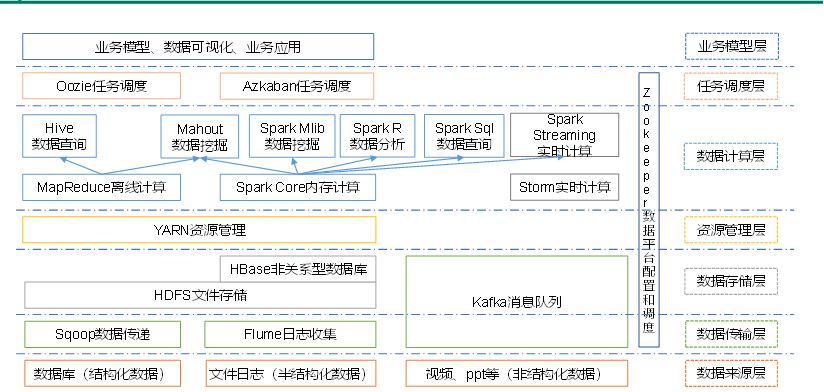 业务模型、数据可视化、业务应用
业务模型层
Oozie任务调度
Azkaban任务调度
任务调度层
Hive
数据查询
Mahout
数据挖掘
Spark Mlib
数据挖掘
Spark R
数据分析
Spark Sql
数据查询
Spark
Streaming
实时计算
数据计算层
MapReduce离线计算
Spark Core内存计算
Storm实时计算
Zookeeper数据平台配置和调度
YARN资源管理
资源管理层
HBase非关系型数据库
HDFS文件存储
Kafka消息队列
数据存储层
Sqoop数据传递
Flume日志收集
数据传输层
数据库（结构化数据）
文件日志（半结构化数据）
视频、ppt等（非结构化数据）
数据来源层